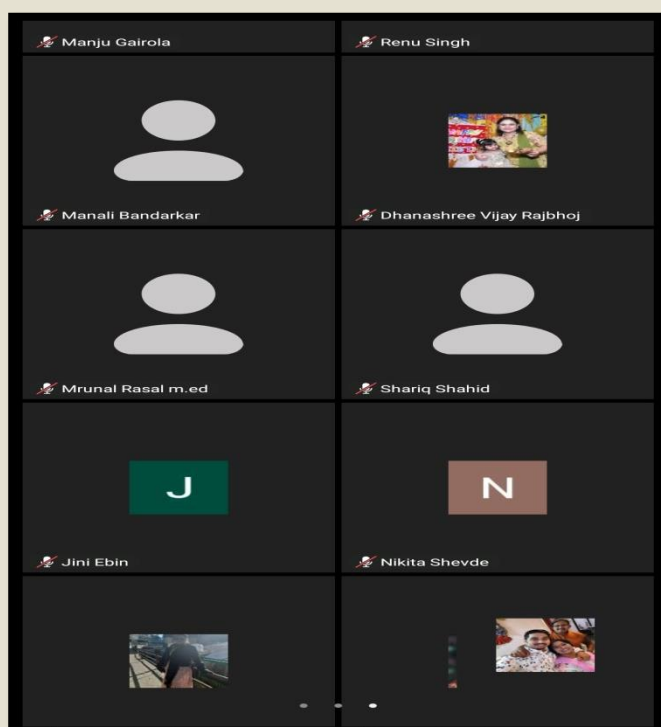 Manju Gairola
Renu Singh
Manali Bandarkar
Dhanashree Vijay Rajbhoj
Mrunal Rasal m.ed
Shariq Shahid
J
N
Jini Ebin
Nikita Shevde